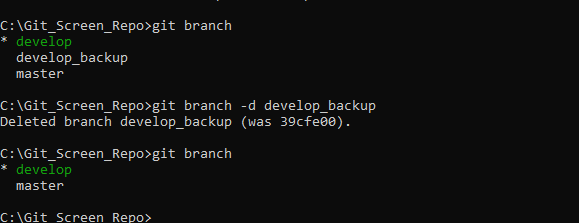 C:\Git_Screen_Repo>git branch
* develop
  develop_backup
  master
C:\Git_Screen_Repo>git branch -d develop_backup
Deleted branch develop_backup (was 39cfe00).
C:\Git_Screen_Repo>git branch
* develop
  master
C:\Git_Screen_Repo>